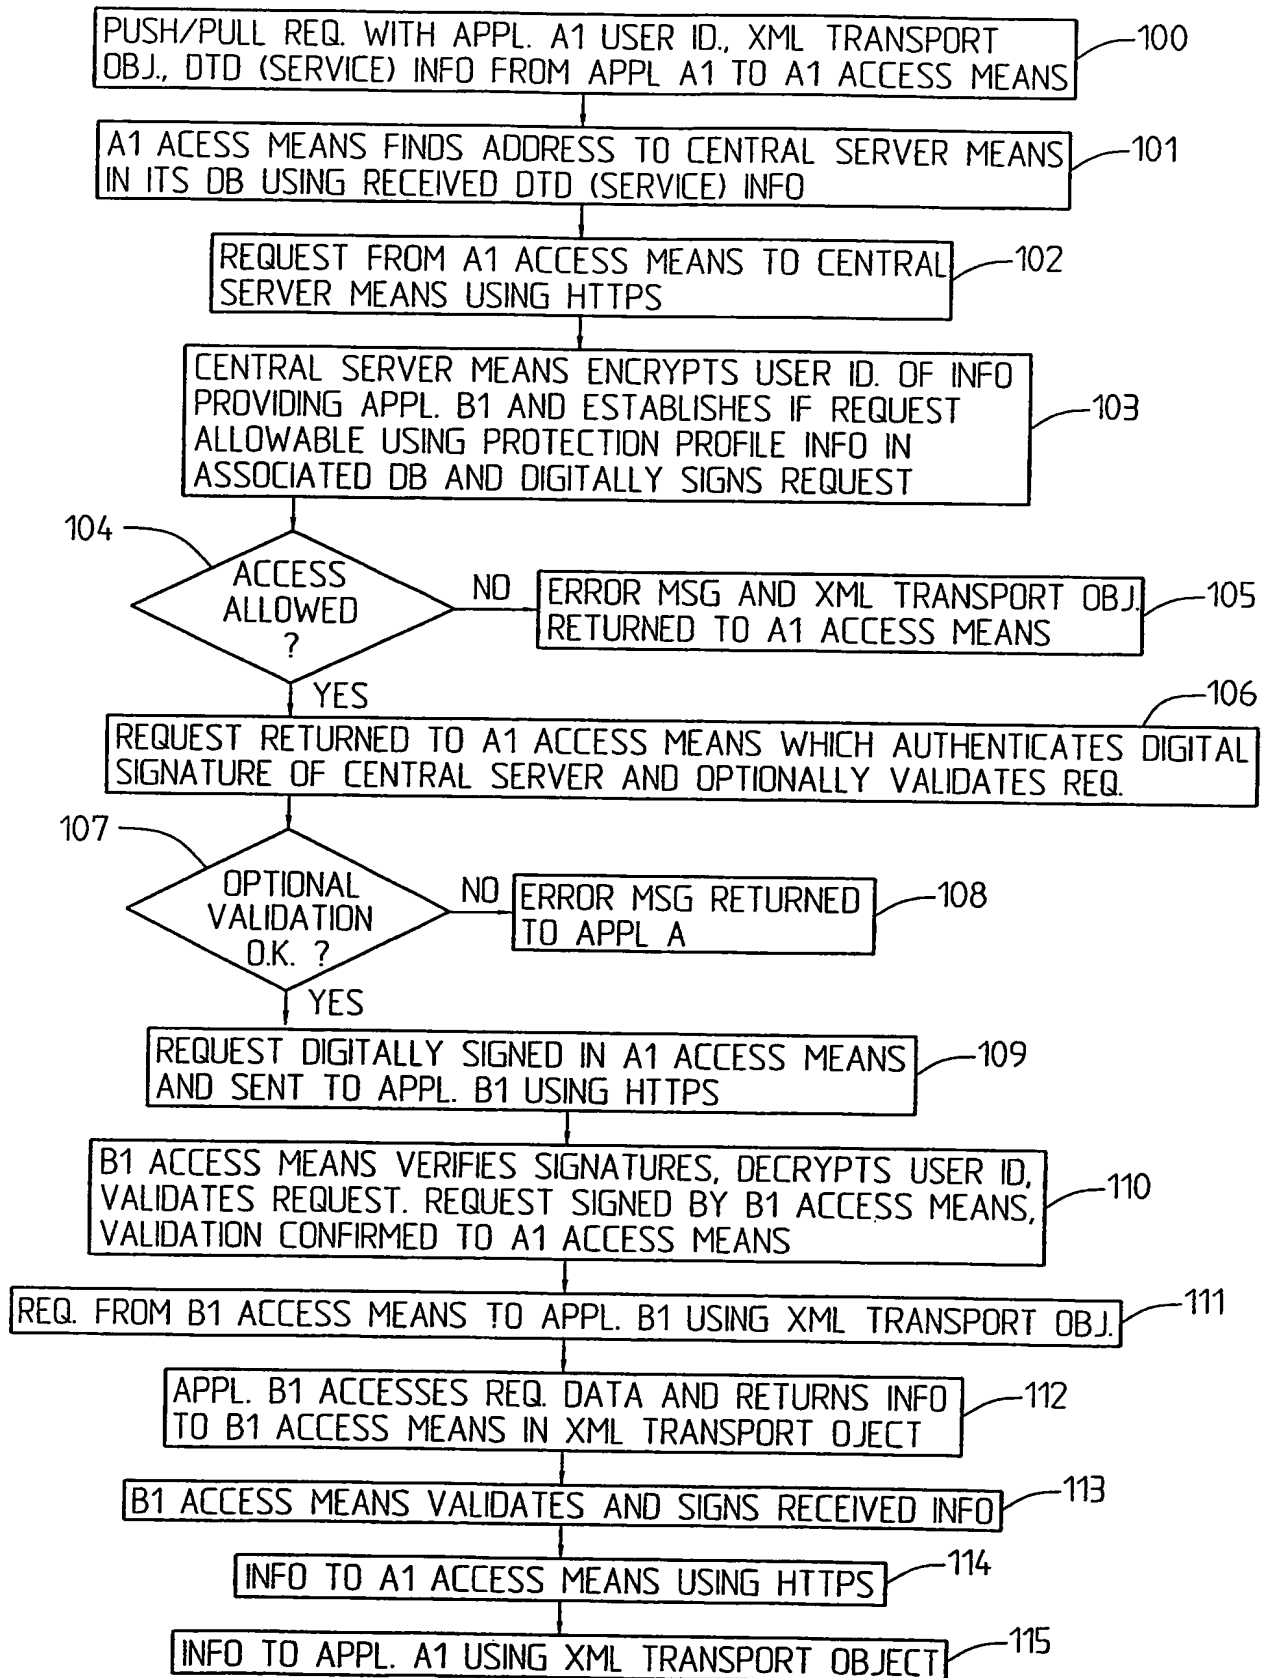 PUSH/PULL REQ. WITH APPL. A1 USER ID., XML TRANSPORT
OBJ., DTD (SERVICE) INFO FROM APPL A1 TO A1 ACCESS MEANS
100
A1 ACESS MEANS FINDS ADDRESS TO CENTRAL SERVER MEANS
IN ITS DB USING RECEIVED DTD (SERVICE) INFO
101
REQUEST FROM A1 ACCESS MEANS TO CENTRAL
SERVER MEANS USING HTTPS
102
CENTRAL SERVER MEANS ENCRYPTS USER ID. OF INFO
PROVIDING APPL. B1 AND ESTABLISHES IF REQUEST
ALLOWABLE USING PROTECTION PROFILE INFO IN
ASSOCIATED DB AND DIGITALLY SIGNS REQUEST
103
104
ACCESS
ALLOWED
?
NO
ERROR MSG AND XML TRANSPORT OBJ.
RETURNED TO A1 ACCESS MEANS
105
YES
106
REQUEST RETURNED TO A1 ACCESS MEANS WHICH AUTHENTICATES DIGITAL
SIGNATURE OF CENTRAL SERVER AND OPTIONALLY VALIDATES REQ.
107
OPTIONAL
VALIDATION
O.K. ?
NO
ERROR MSG RETURNED
TO APPL A
108
YES
REQUEST DIGITALLY SIGNED IN A1 ACCESS MEANS
AND SENT TO APPL. B1 USING HTTPS
109
B1 ACCESS MEANS VERIFIES SIGNATURES, DECRYPTS USER ID,
VALIDATES REQUEST. REQUEST SIGNED BY B1 ACCESS MEANS,
VALIDATION CONFIRMED TO A1 ACCESS MEANS
110
REQ. FROM B1 ACCESS MEANS TO APPL. B1 USING XML TRANSPORT OBJ.
111
APPL. B1 ACCESSES REQ. DATA AND RETURNS INFO
TO B1 ACCESS MEANS IN XML TRANSPORT OJECT
112
B1 ACCESS MEANS VALIDATES AND SIGNS RECEIVED INFO
113
INFO TO A1 ACCESS MEANS USING HTTPS
114
INFO TO APPL. A1 USING XML TRANSPORT OBJECT
115